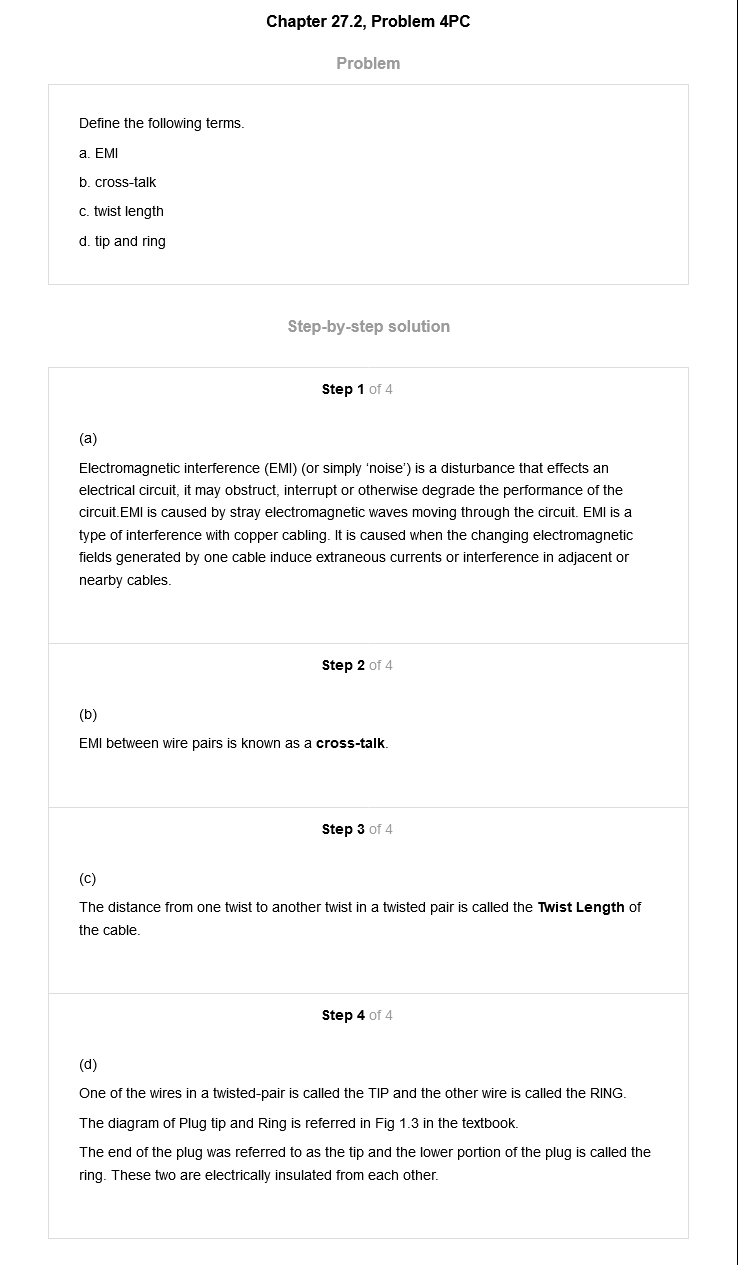 Chapter 27.2, Problem 4PC
Problem
Define the following terms.
a. EMI
b. cross-talk
c. twist length
d. tip and ring
Step-by-step solution
Step 1 of 4
(a)
Electromagnetic interference (EMI) (or simply ‘noise’) is a disturbance that effects an
electrical circuit, it may obstruct, interrupt or otherwise degrade the performance of the
circuit.EMI is caused by stray electromagnetic waves moving through the circuit. EMI is a
type of interference with copper cabling. It is caused when the changing electromagnetic
fields generated by one cable induce extraneous currents or interference in adjacent or
nearby cables.
Step 2 of 4
(b)
EMI between wire pairs is known as a cross-talk.
Step 3 of 4
(c)
The distance from one twist to another twist in a twisted pair is called the Twist Length of
the cable.
Step 4 of 4
(d)
One of the wires in a twisted-pair is called the TIP and the other wire is called the RING.
The diagram of Plug tip and Ring is referred in Fig 1.3 in the textbook.
The end of the plug was referred to as the tip and the lower portion of the plug is called the
ring. These two are electrically insulated from each other.